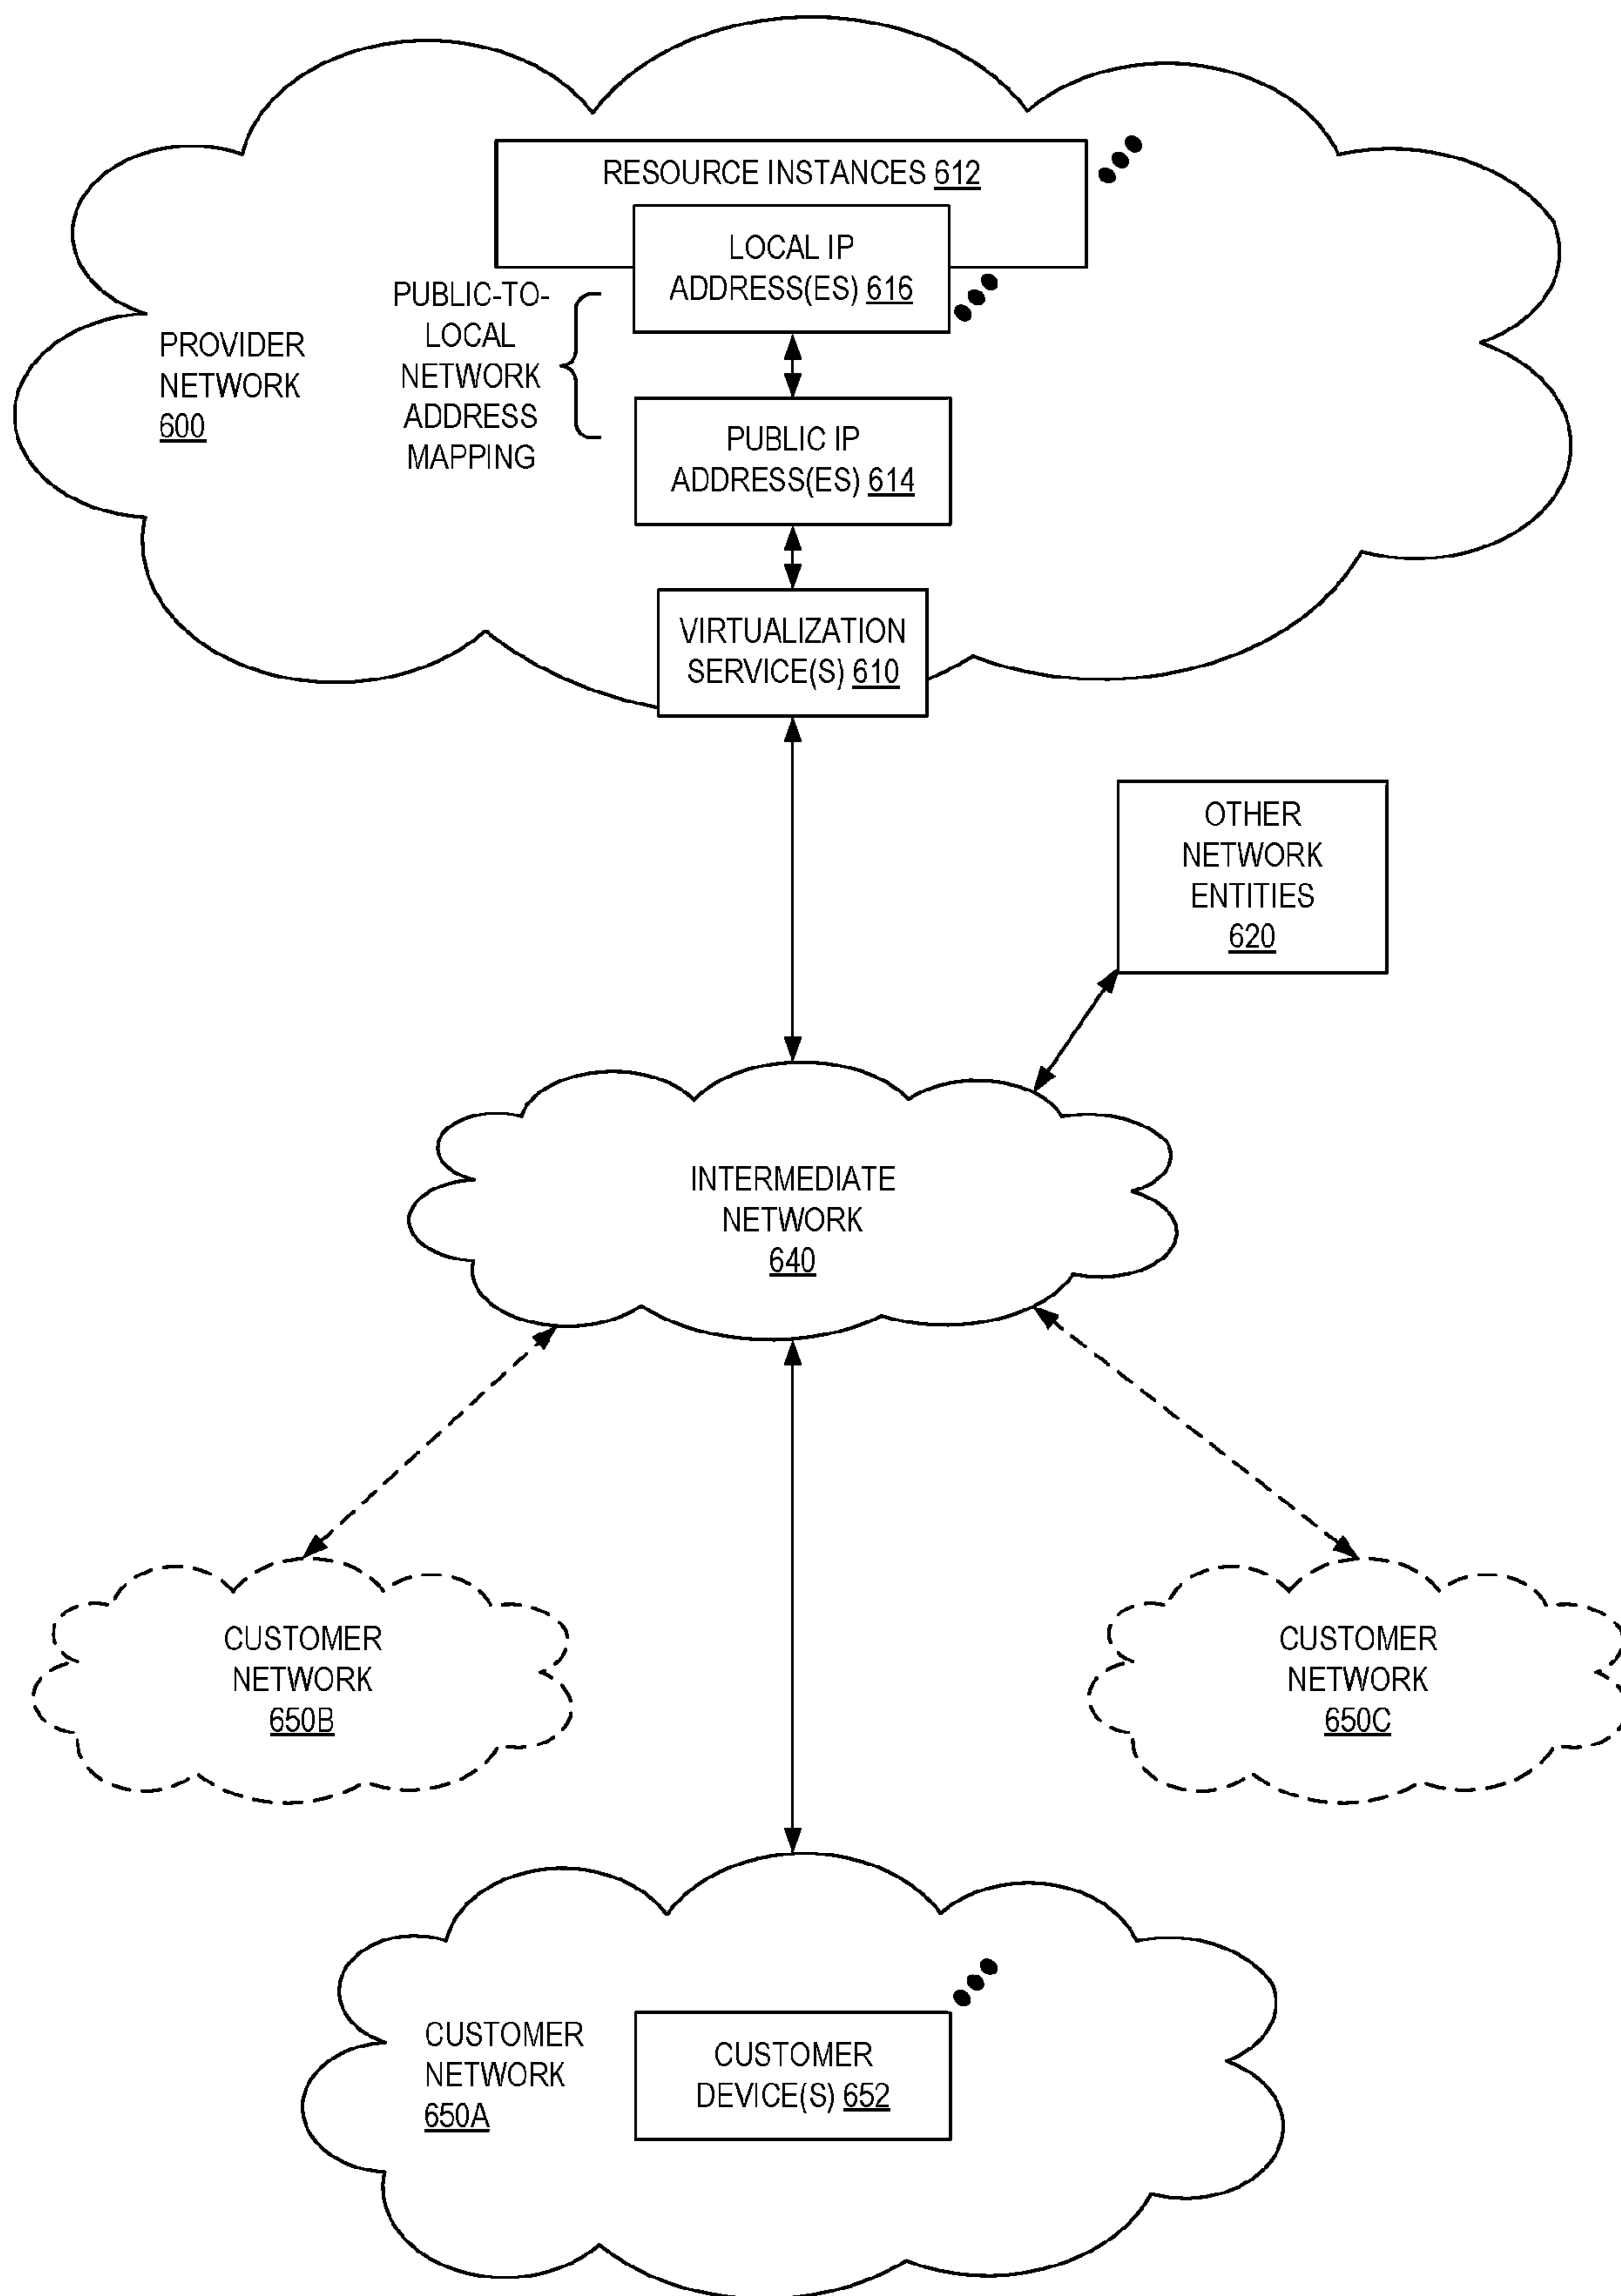 RESOURCE INSTANCES 612
LOCAL IP
ADDRESS(ES) 616
PUBLIC-TO-
LOCAL
NETWORK
ADDRESS
MAPPING
PROVIDER
NETWORK
600
PUBLIC IP
ADDRESS(ES) 614
VIRTUALIZATION
SERVICE(S) 610
OTHER
NETWORK
ENTITIES
620
INTERMEDIATE
NETWORK
640
CUSTOMER
NETWORK
650B
CUSTOMER
NETWORK
650C
CUSTOMER
NETWORK
650A
CUSTOMER
DEVICE(S) 652